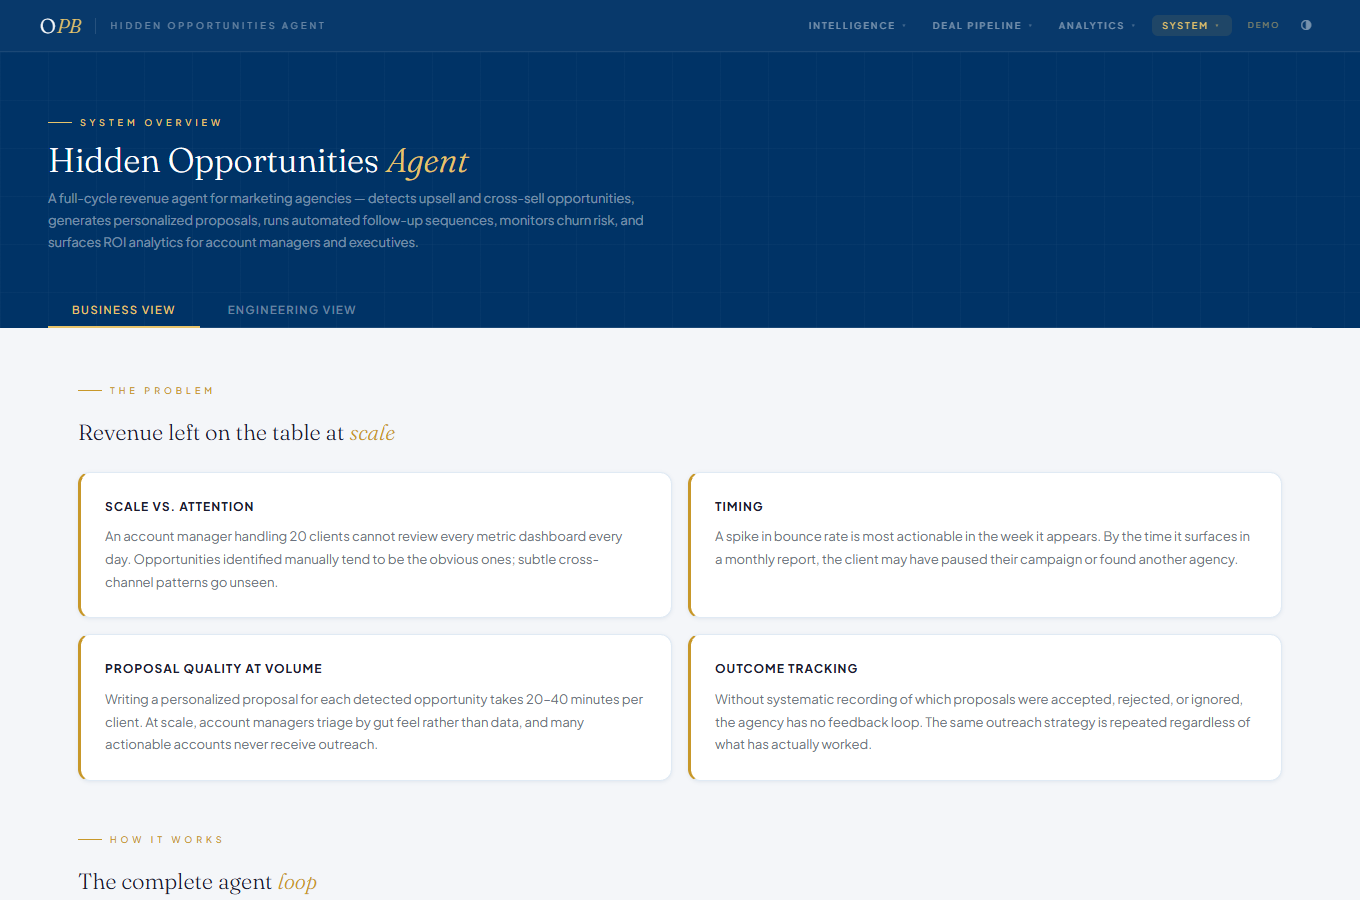 OPB
HIDDEN OPPORTUNITIES AGENT
INTELLIGENCE
DEAL PIPELINE
ANALYTICS
SYSTEM
DEMO
SYSTEM OVERVIEW
Hidden Opportunities Agent
A full-cycle revenue agent for marketing agencies — detects upsell and cross-sell opportunities,
generates personalized proposals, runs automated follow-up sequences, monitors churn risk, and
surfaces ROI analytics for account managers and executives.
BUSINESS VIEW
ENGINEERING VIEW
THE PROBLEM
Revenue left on the table at scale
SCALE VS. ATTENTION
An account manager handling 20 clients cannot review every metric dashboard every
day. Opportunities identified manually tend to be the obvious ones; subtle cross-
channel patterns go unseen.
TIMING
A spike in bounce rate is most actionable in the week it appears. By the time it surfaces in
a monthly report, the client may have paused their campaign or found another agency.
PROPOSAL QUALITY AT VOLUME
Writing a personalized proposal for each detected opportunity takes 20–40 minutes per
client. At scale, account managers triage by gut feel rather than data, and many
actionable accounts never receive outreach.
OUTCOME TRACKING
Without systematic recording of which proposals were accepted, rejected, or ignored,
the agency has no feedback loop. The same outreach strategy is repeated regardless of
what has actually worked.
HOW IT WORKS
The complete agent loop